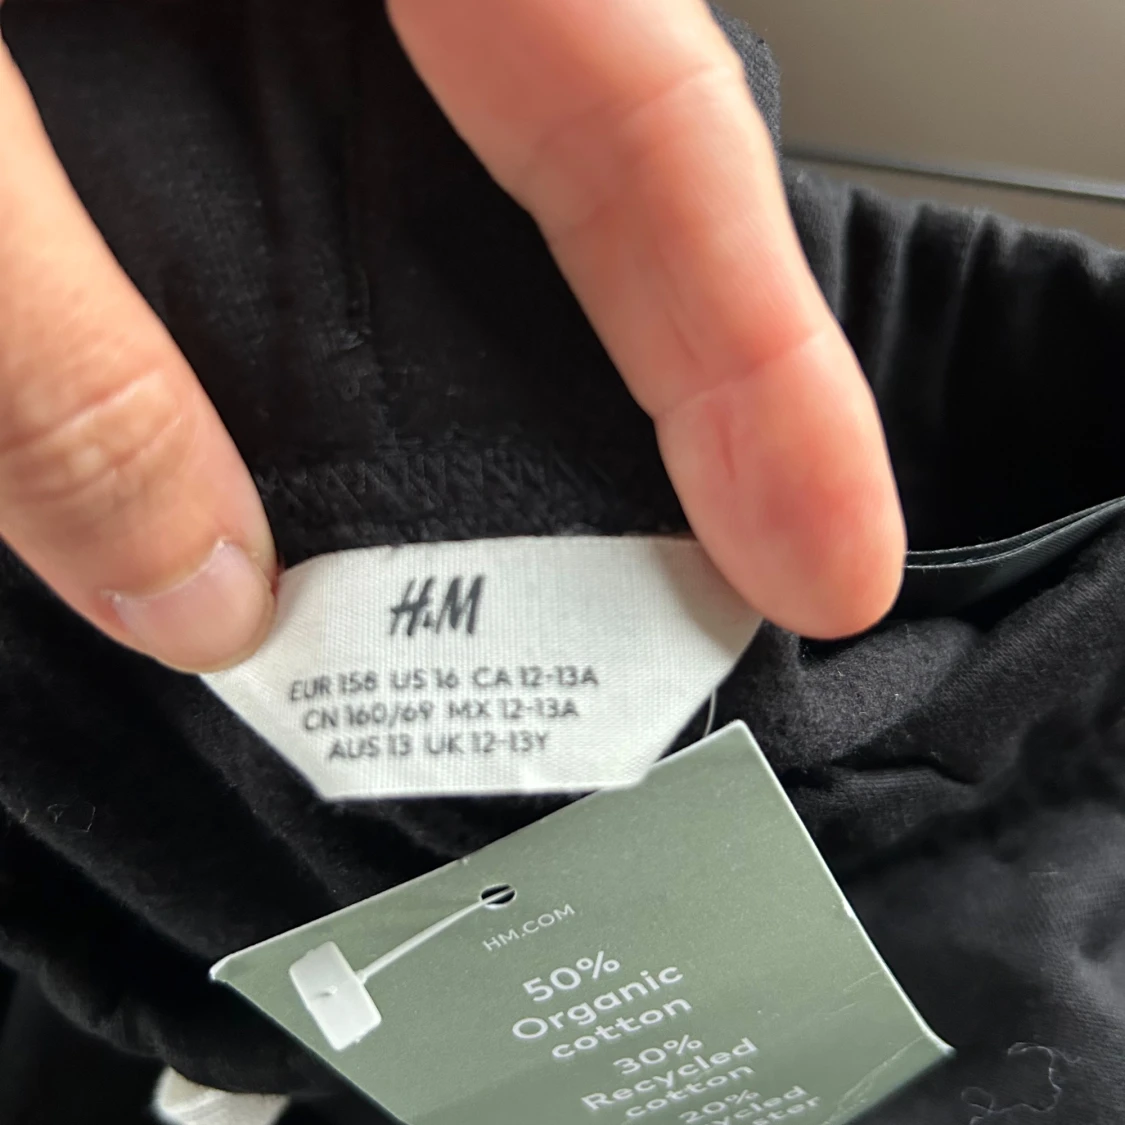 H&M
EUR 158 US 16 CA 12-13A
CN 160/69 MX 12-13A
AUS 13 UK 12-13Y
HM.COM
50%
Organic
cotton
30%
Recycled
cotton
20%